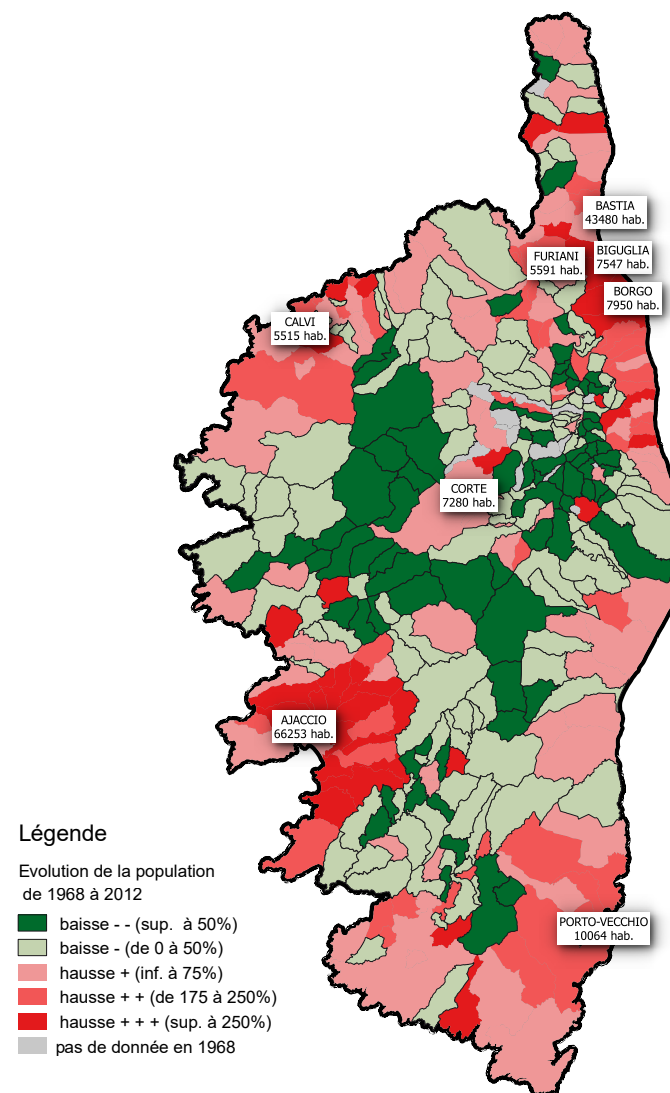 BASTIA
43480 hab.
FURIANI
5591 hab.
BIGUGLIA
7547 hab.
BORGO
7950 hab.
CALVI
5515 hab.
CORTE
7280 hab.
AJACCIO
66253 hab.
PORTO-VECCHIO
10064 hab.
Légende
Evolution de la population
de 1968 à 2012
baisse - - (sup. à 50%)
baisse - (de 0 à 50%)
hausse + (inf. à 75%)
hausse + + (de 175 à 250%)
hausse + + + (sup. à 250%)
pas de donnée en 1968